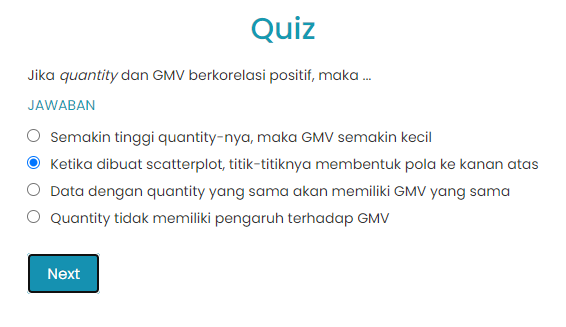 Quiz
Jika quantity dan GMV berkorelasi positif, maka ...
JAWABAN
Semakin tinggi quantity-nya, maka GMV semakin kecil
Ketika dibuat scatterplot, titik-titiknya membentuk pola ke kanan atas
Data dengan quantity yang sama akan memiliki GMV yang sama
Quantity tidak memiliki pengaruh terhadap GMV
Next